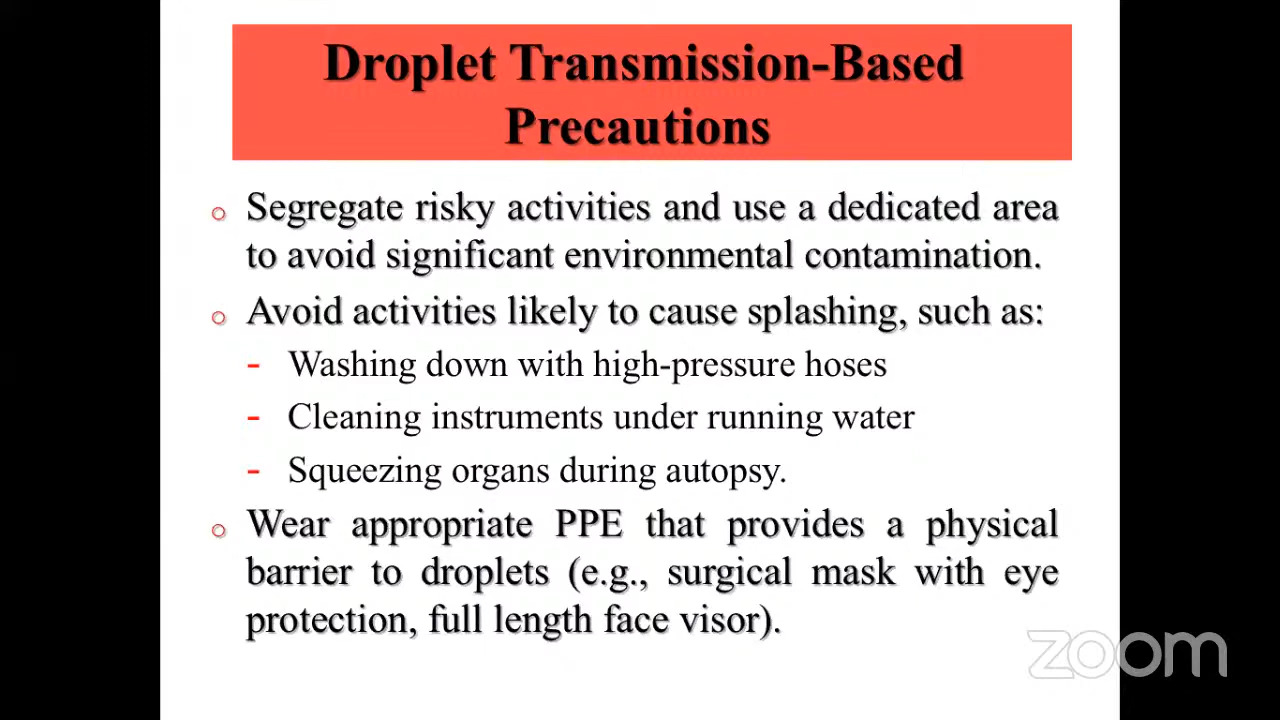 Droplet Transmission-Based
Precautions
Segregate risky activities and use a dedicated area
to avoid significant environmental contamination.
Avoid activities likely to cause splashing, such as:
- Washing down with high-pressure hoses
- Cleaning instruments under running water
- Squeezing organs during autopsy.
Wear appropriate PPE that provides a physical
barrier to droplets (e.g., surgical mask with eye
protection, full length face visor).
zoom